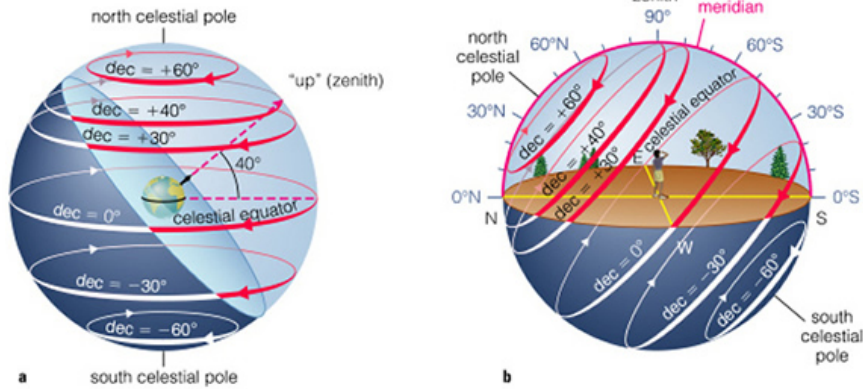 north celestial pole
dec = +60°
"up" (zenith)
dec = +40°
dec = +30°
40°
dec = 0°
celestial equator
dec = −30°
dec = −60°
a
south celestial pole
zenith
90°
meridian
60°N
60°S
north
celestial
pole
30°N
30°S
dec = +60°
dec = +40°
dec = +30°
celestial equator
E
0°N
0°S
N
S
W
dec = 0°
dec = −30°
dec = −60°
south
celestial
pole
b